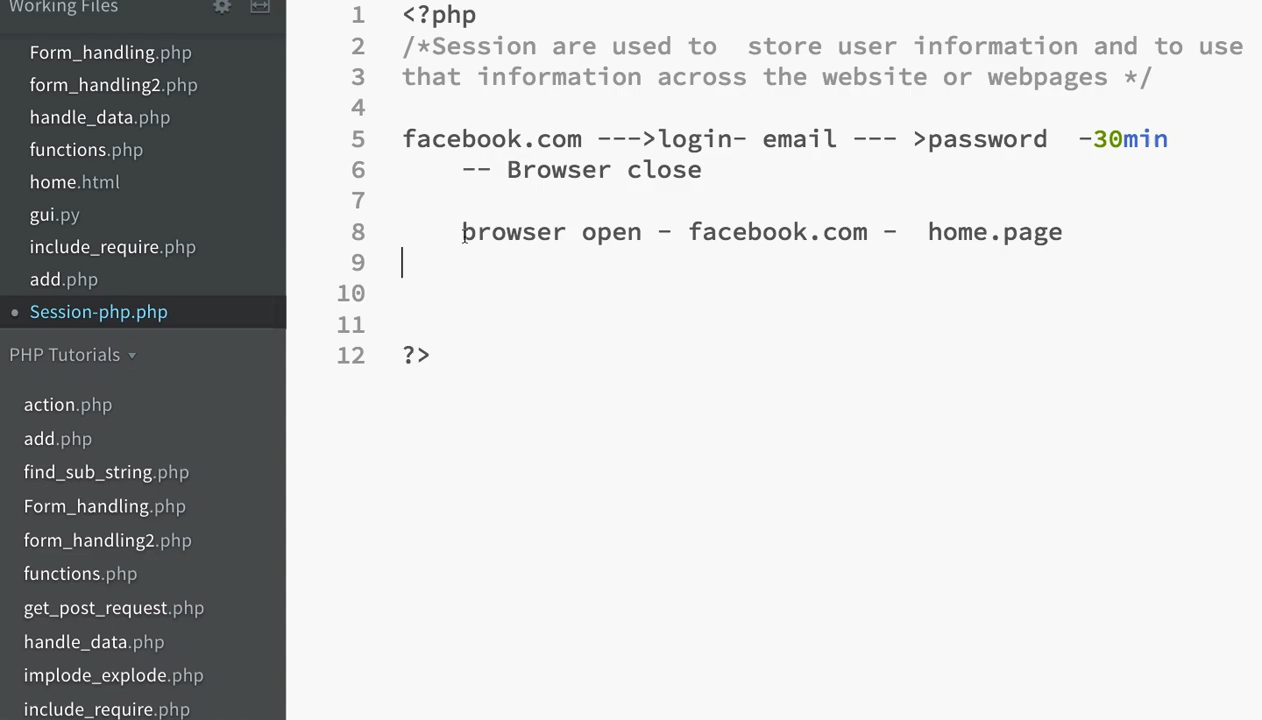 Working Files
Form_handling.php
form_handling2.php
handle_data.php
functions.php
home.html
gui.py
include_require.php
add.php
Session-php.php
PHP Tutorials
action.php
add.php
find_sub_string.php
Form_handling.php
form_handling2.php
functions.php
get_post_request.php
handle_data.php
implode_explode.php
include_require.php
1 <?php
2 /*Session are used to  store user information and to use
3 that information across the website or webpages */
4
5 facebook.com --->login- email --- >password  -30min
6     -- Browser close
7
8     browser open - facebook.com -  home.page
9
10
11
12 ?>